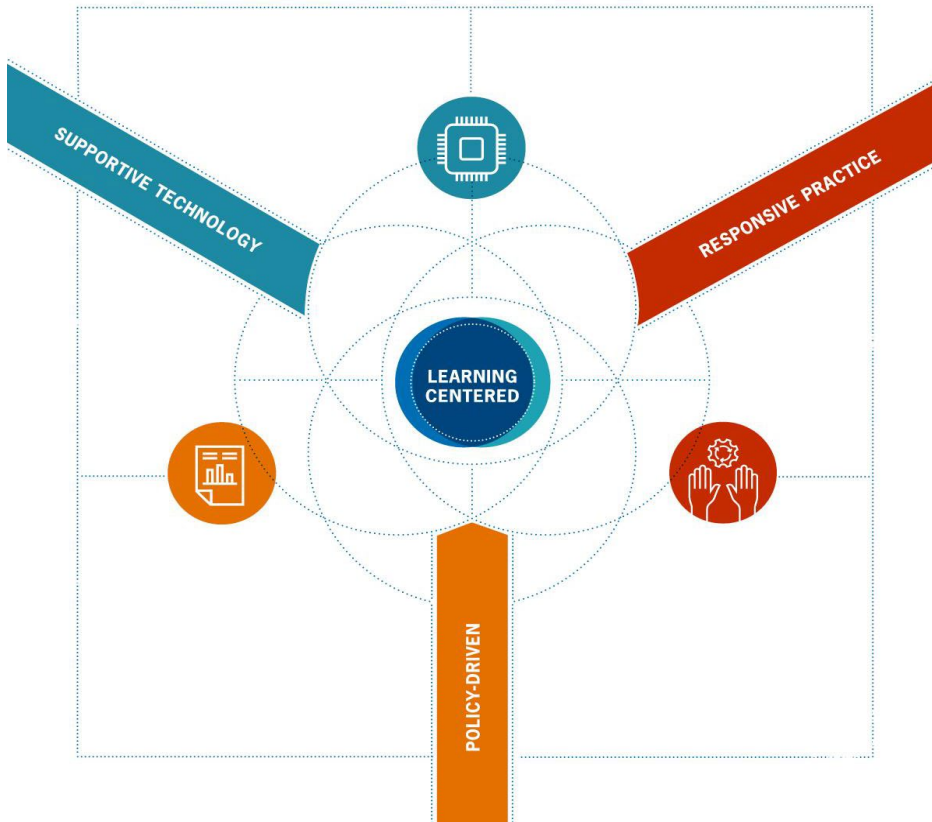 SUPPORTIVE TECHNOLOGY
RESPONSIVE PRACTICE
LEARNING
CENTERED
POLICY-DRIVEN